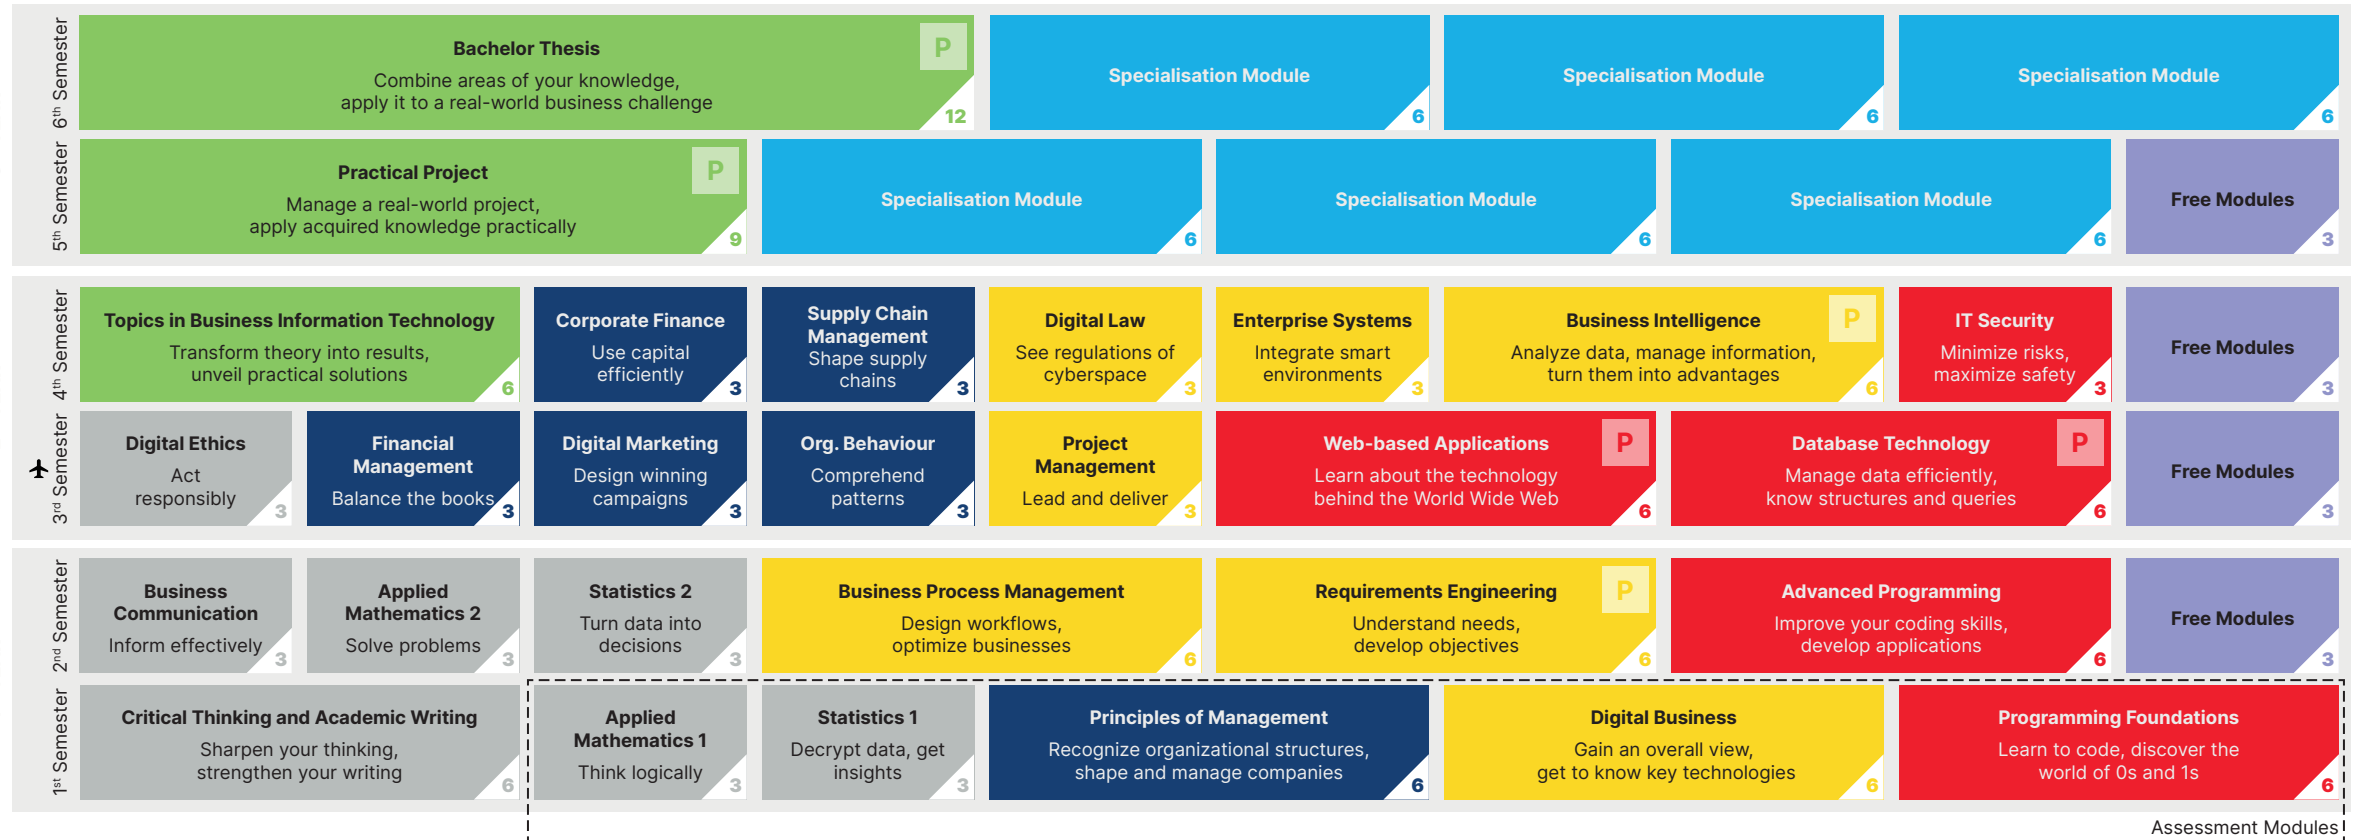 6th Semester
Bachelor Thesis
Combine areas of your knowledge,
apply it to a real-world business challenge
P
12
Specialisation Module
6
Specialisation Module
6
Specialisation Module
6
5th Semester
Practical Project
Manage a real-world project,
apply acquired knowledge practically
P
9
Specialisation Module
6
Specialisation Module
6
Specialisation Module
6
Free Modules
3
4th Semester
Topics in Business Information Technology
Transform theory into results,
unveil practical solutions
6
Corporate Finance
Use capital
efficiently
3
Supply Chain
Management
Shape supply
chains
3
Digital Law
See regulations of
cyberspace
3
Enterprise Systems
Integrate smart
environments
3
Business Intelligence
Analyze data, manage information,
turn them into advantages
P
6
IT Security
Minimize risks,
maximize safety
3
Free Modules
3
3rd Semester
Digital Ethics
Act
responsibly
3
Financial
Management
Balance the books
3
Digital Marketing
Design winning
campaigns
3
Org. Behaviour
Comprehend
patterns
3
Project
Management
Lead and deliver
3
Web-based Applications
Learn about the technology
behind the World Wide Web
P
6
Database Technology
Manage data efficiently,
know structures and queries
P
6
Free Modules
3
2nd Semester
Business
Communication
Inform effectively
3
Applied
Mathematics 2
Solve problems
3
Statistics 2
Turn data into
decisions
3
Business Process Management
Design workflows,
optimize businesses
6
Requirements Engineering
Understand needs,
develop objectives
P
6
Advanced Programming
Improve your coding skills,
develop applications
6
Free Modules
3
1st Semester
Critical Thinking and Academic Writing
Sharpen your thinking,
strengthen your writing
6
Applied
Mathematics 1
Think logically
3
Statistics 1
Decrypt data, get
insights
3
Principles of Management
Recognize organizational structures,
shape and manage companies
6
Digital Business
Gain an overall view,
get to know key technologies
6
Programming Foundations
Learn to code, discover the
world of 0s and 1s
6
Assessment Modules